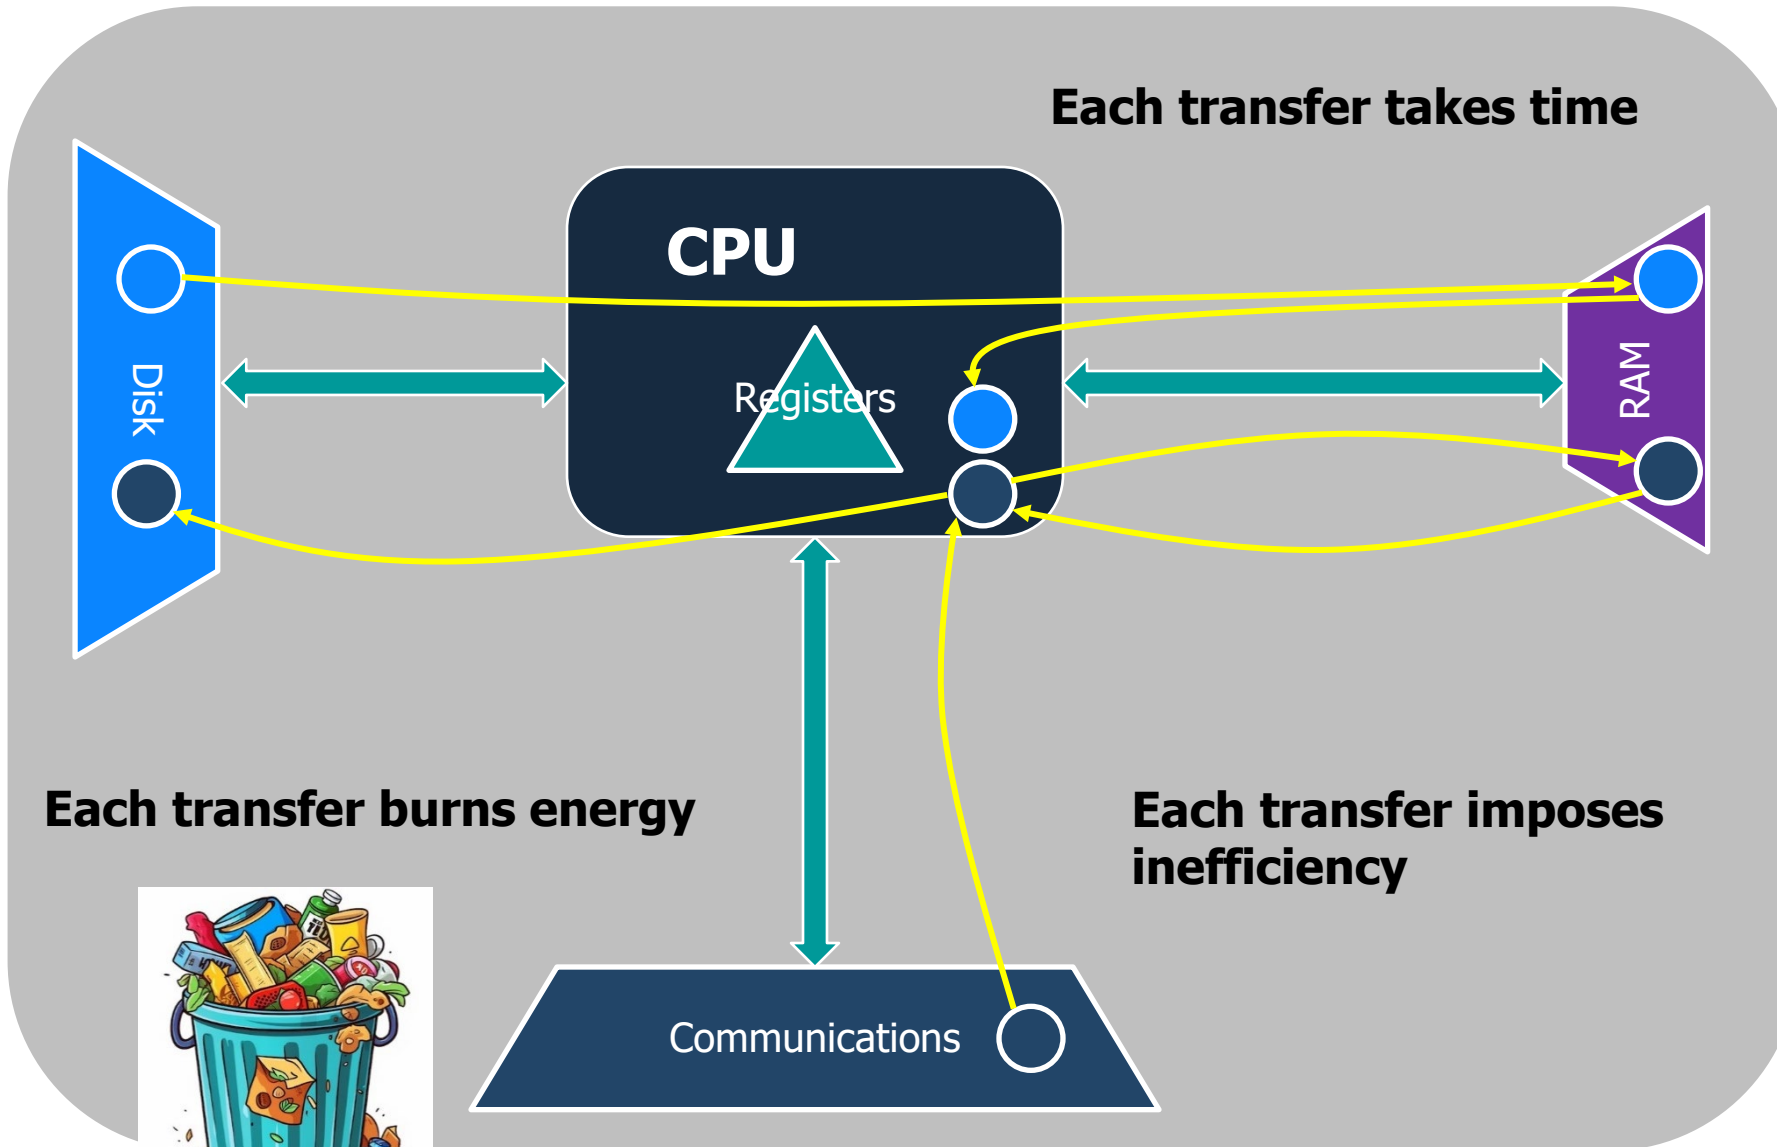 Each transfer takes time
CPU
Disk
Registers
RAM
Each transfer burns energy
Each transfer imposes
inefficiency
Communications